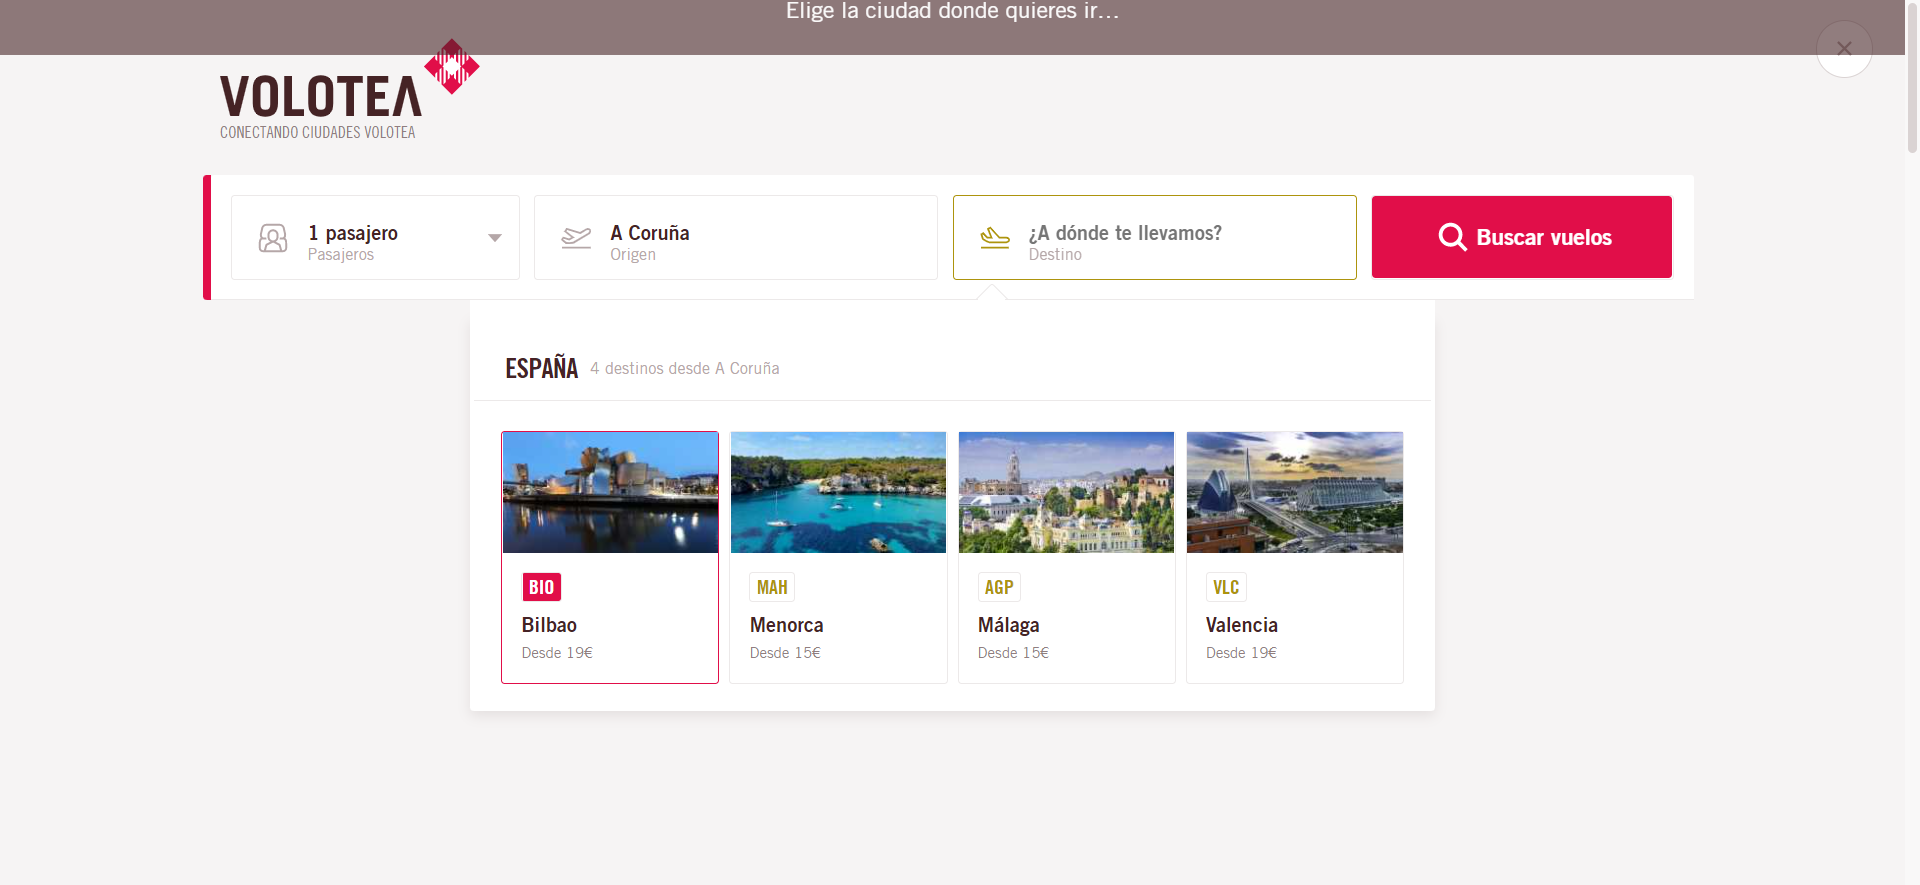 Elige la ciudad donde quieres ir...
VOLOTEA
CONECTANDO CIUDADES VOLOTEA
1 pasajero
Pasajeros
A Coruña
Origen
¿A dónde te llevamos?
Destino
Buscar vuelos
ESPAÑA 4 destinos desde A Coruña
BIO
Bilbao
Desde 19€
MAH
Menorca
Desde 15€
AGP
Málaga
Desde 15€
VLC
Valencia
Desde 19€